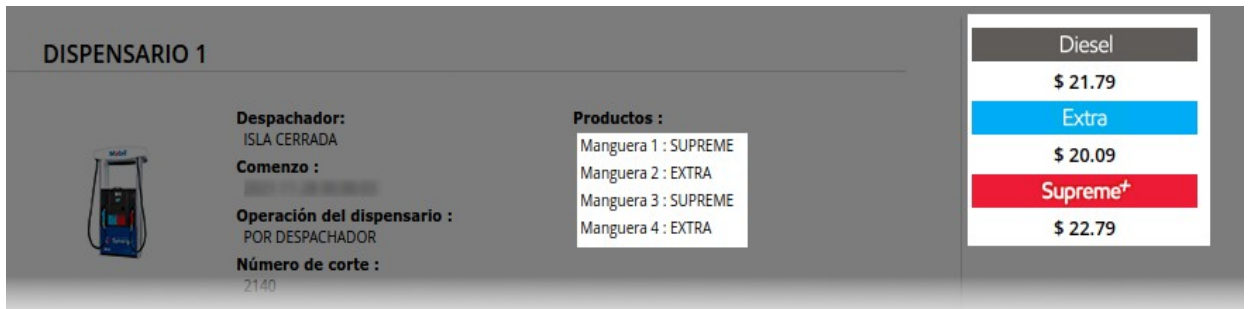 DISPENSARIO 1
Despachador:
ISLA CERRADA
Comenzo :
Operación del dispensario :
POR DESPACHADOR
Número de corte :
2140
Productos :
Manguera 1 : SUPREME
Manguera 2 : EXTRA
Manguera 3 : SUPREME
Manguera 4 : EXTRA
Diesel
$ 21.79
Extra
$ 20.09
Supreme+
$ 22.79
Mobil